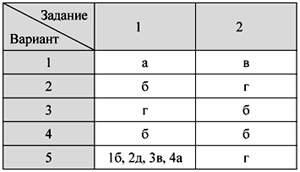 Задание
Вариант 1 2
1 а в
2 б г
3 г б
4 б б
5 1б, 2д, 3в, 4а г